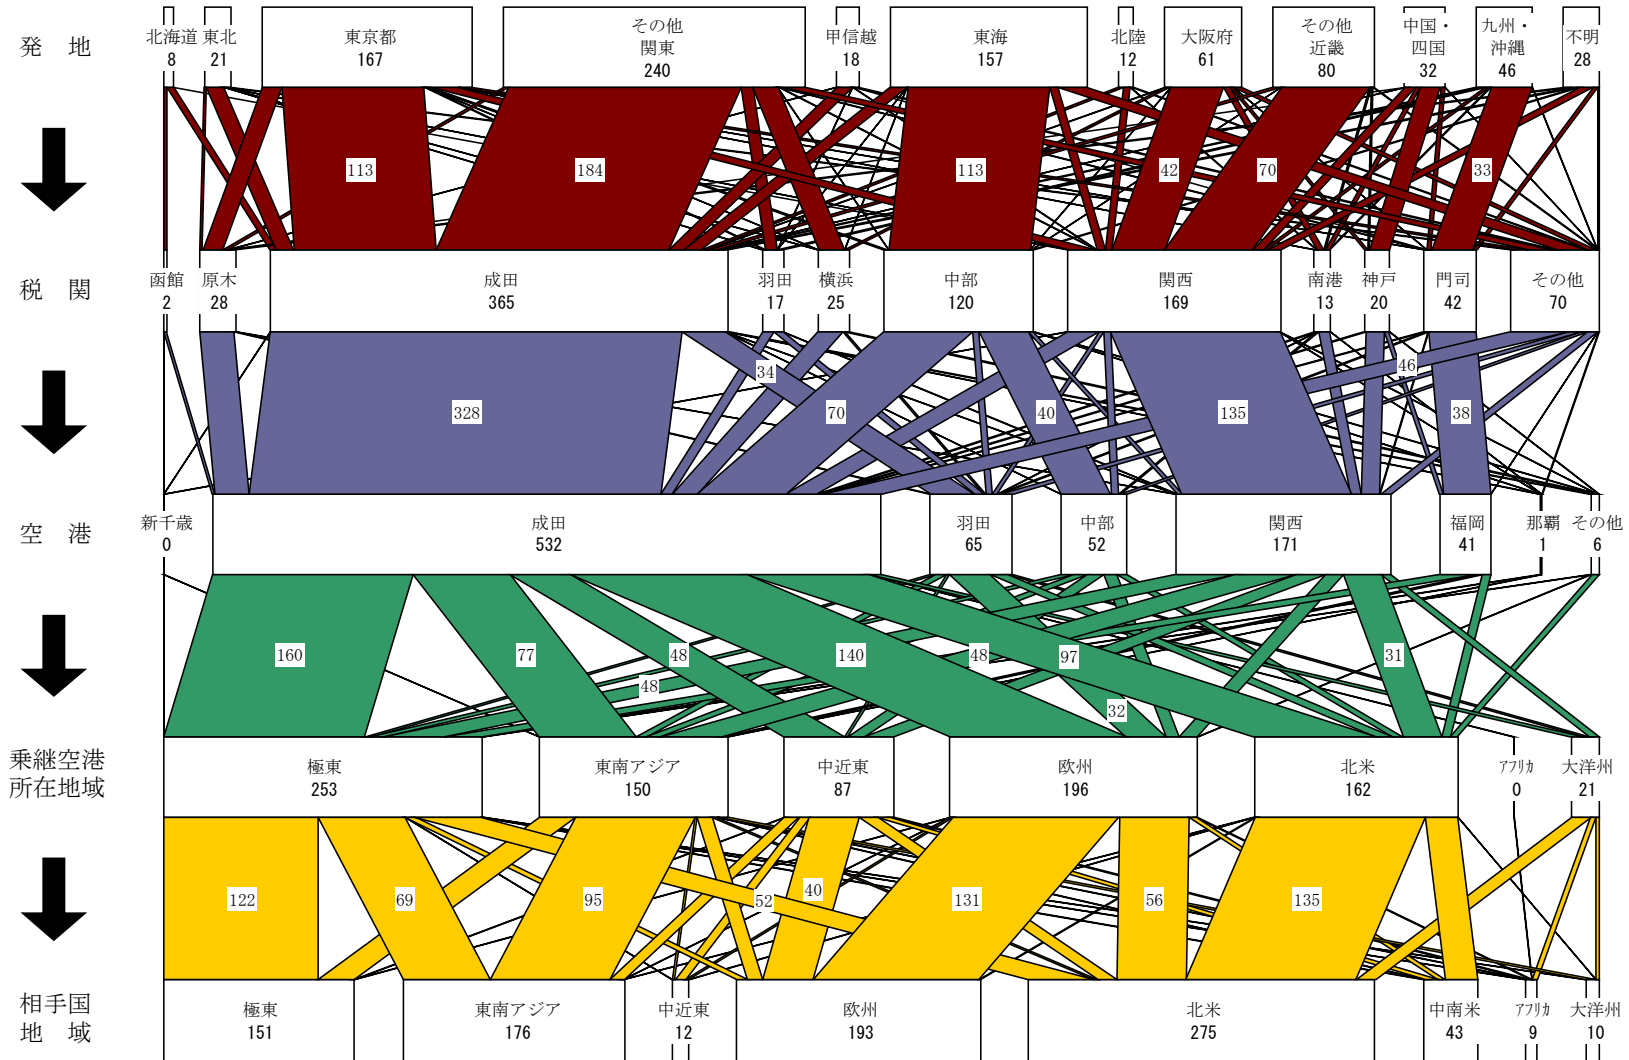 発　地
北海道
8
東北
21
東京都
167
その他
関東
240
甲信越
18
東海
157
北陸
12
大阪府
61
その他
近畿
80
中国・
四国
32
九州・
沖縄
46
不明
28
113
184
113
42
70
33
税　関
函館
2
原木
28
成田
365
羽田
17
横浜
25
中部
120
関西
169
南港
13
神戸
20
門司
42
その他
70
34
46
328
70
40
135
38
空　港
新千歳
0
成田
532
羽田
65
中部
52
関西
171
福岡
41
那覇
1
その他
6
160
77
48
140
48
97
31
48
32
乗継空港
所在地域
極東
253
東南アジア
150
中近東
87
欧州
196
北米
162
ｱﾌﾘｶ
0
大洋州
21
122
69
95
52
40
131
56
135
相手国
地　域
極東
151
東南アジア
176
中近東
12
欧州
193
北米
275
中南米
43
ｱﾌﾘｶ
9
大洋州
10